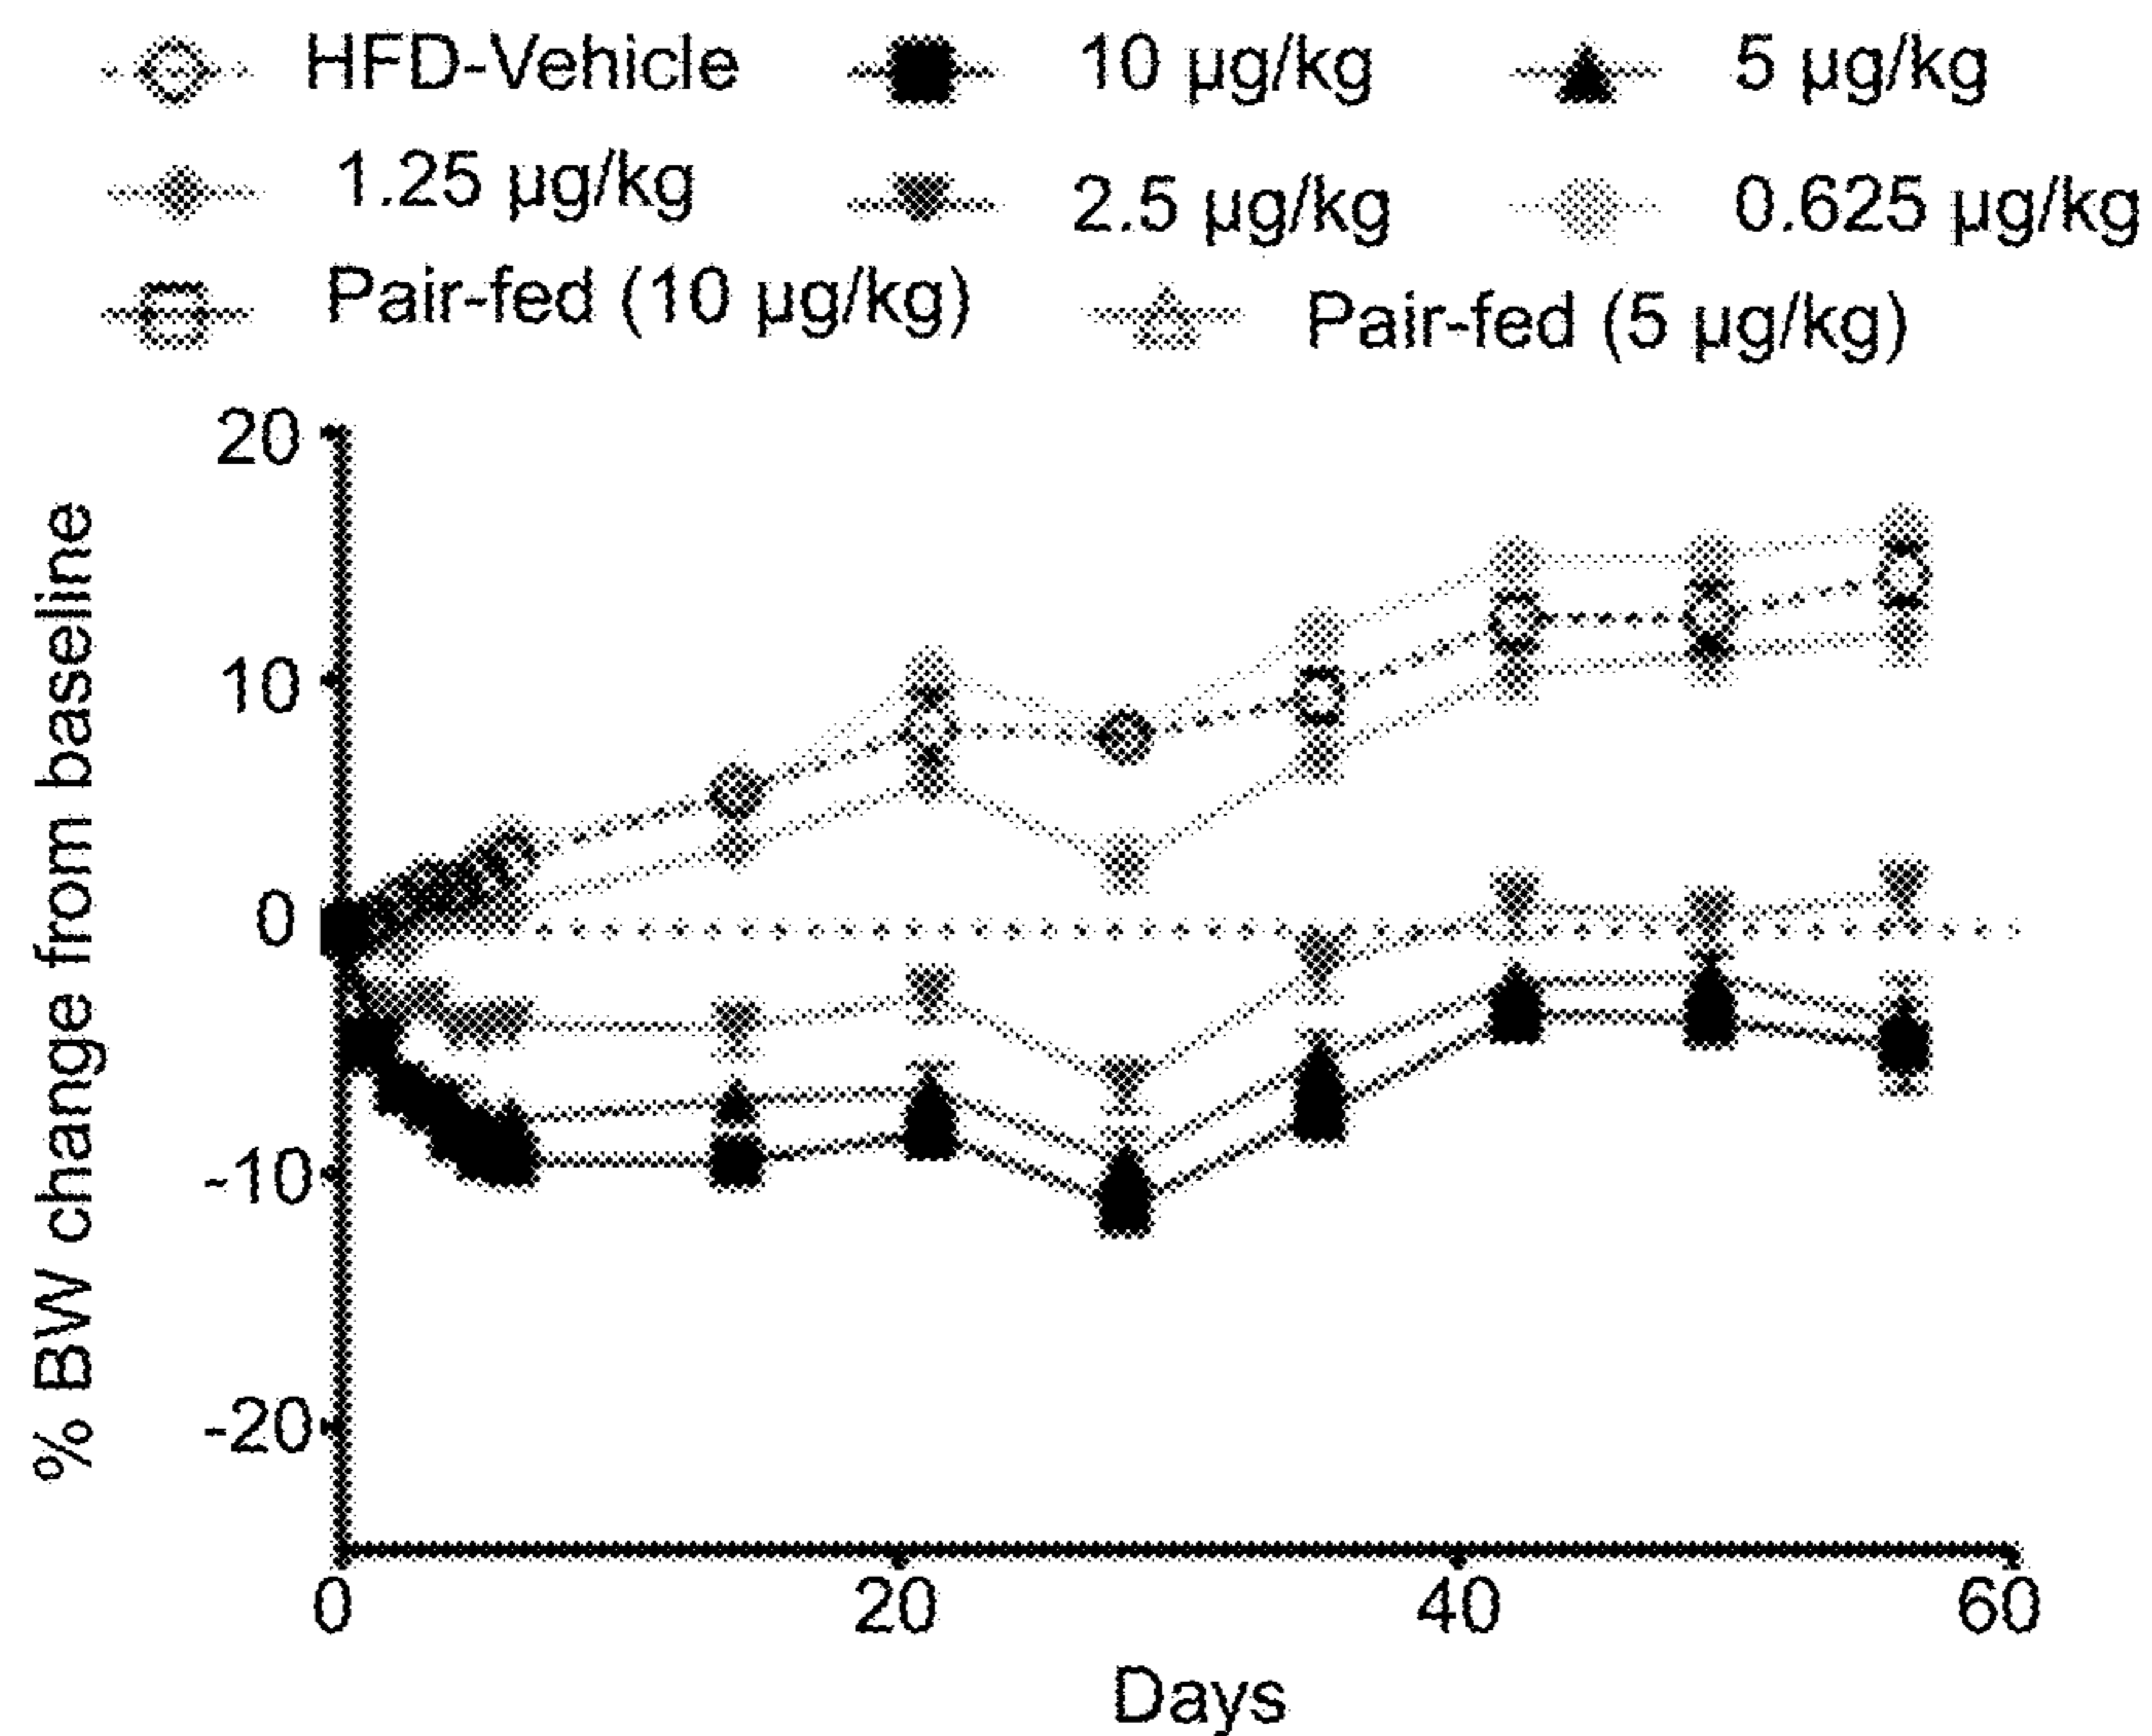 HFD-Vehicle 10 µg/kg 5 µg/kg
1.25 µg/kg 2.5 µg/kg 0.625 µg/kg
Pair-fed (10 µg/kg) Pair-fed (5 µg/kg)
20
10
0
-10
-20
% BW change from baseline
0 20 40 60
Days